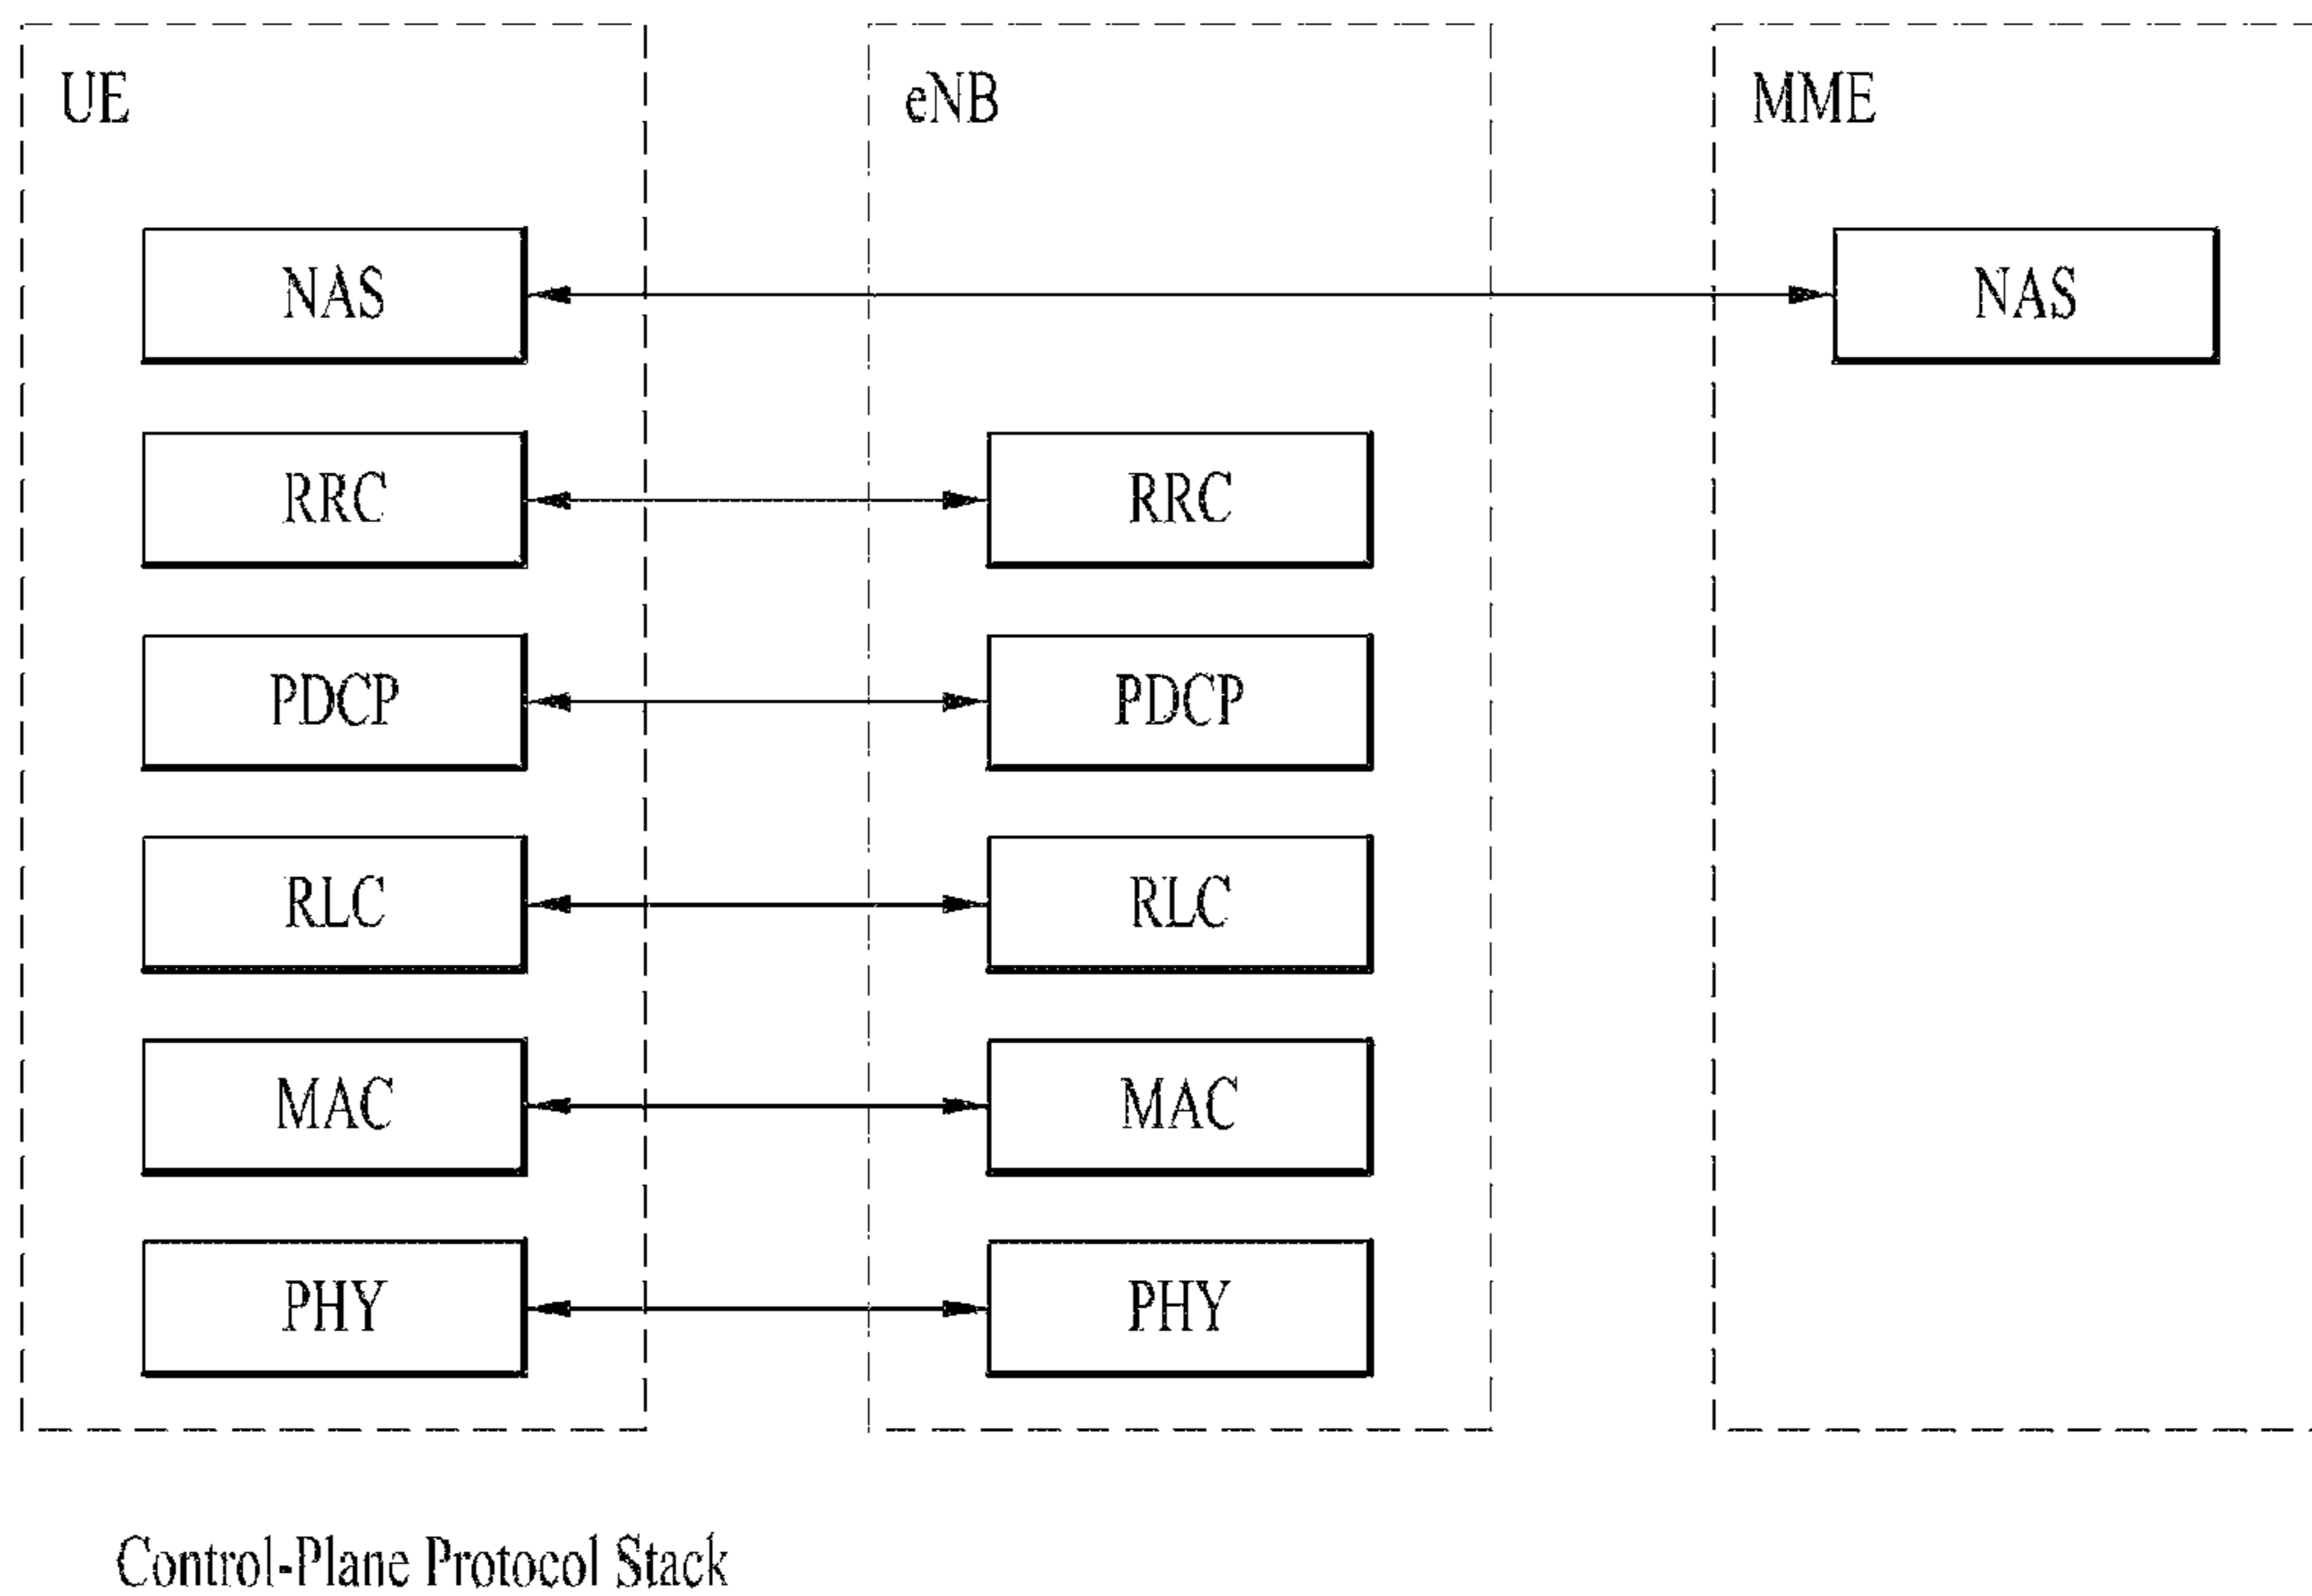 UE eNB MME
NAS NAS
RRC RRC
PDCP PDCP
RLC RLC
MAC MAC
PHY PHY
Control-Plane Protocol Stack